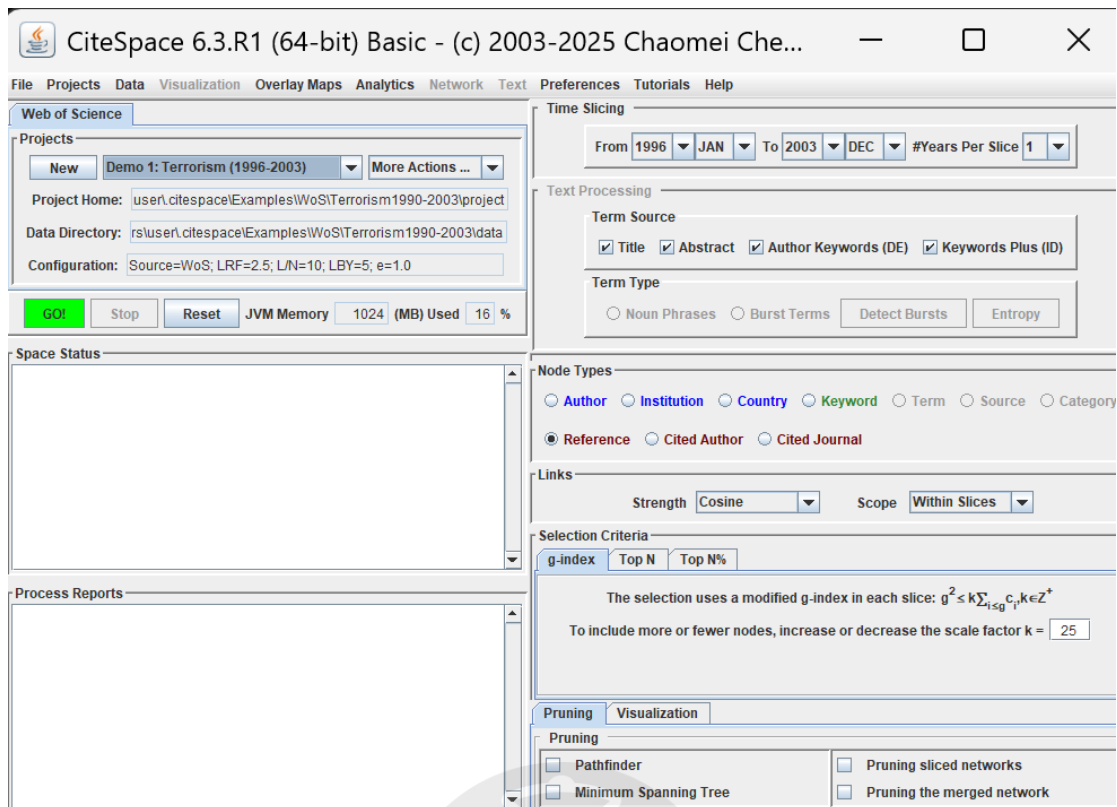 CiteSpace 6.3.R1 (64-bit) Basic - (c) 2003-2025 Chaomei Che...
File Projects Data Visualization Overlay Maps Analytics Network Text Preferences Tutorials Help
Web of Science
Projects
New Demo 1: Terrorism (1996-2003) More Actions ...
Project Home: user\.citespace\Examples\WoS\Terrorism1990-2003\project
Data Directory: rs\user\.citespace\Examples\WoS\Terrorism1990-2003\data
Configuration: Source=WoS; LRF=2.5; L/N=10; LBY=5; e=1.0
GO! Stop Reset JVM Memory 1024 (MB) Used 16 %
Space Status
Process Reports
Time Slicing
From 1996 JAN To 2003 DEC #Years Per Slice 1
Text Processing
Term Source
Title Abstract Author Keywords (DE) Keywords Plus (ID)
Term Type
Noun Phrases Burst Terms Detect Bursts Entropy
Node Types
Author Institution Country Keyword Term Source Category
Reference Cited Author Cited Journal
Links
Strength Cosine Scope Within Slices
Selection Criteria
g-index Top N Top N%
The selection uses a modified g-index in each slice: g² ≤ k∑i≤g ci, k∈Z⁺
To include more or fewer nodes, increase or decrease the scale factor k = 25
Pruning Visualization
Pruning
Pathfinder Pruning sliced networks
Minimum Spanning Tree Pruning the merged network